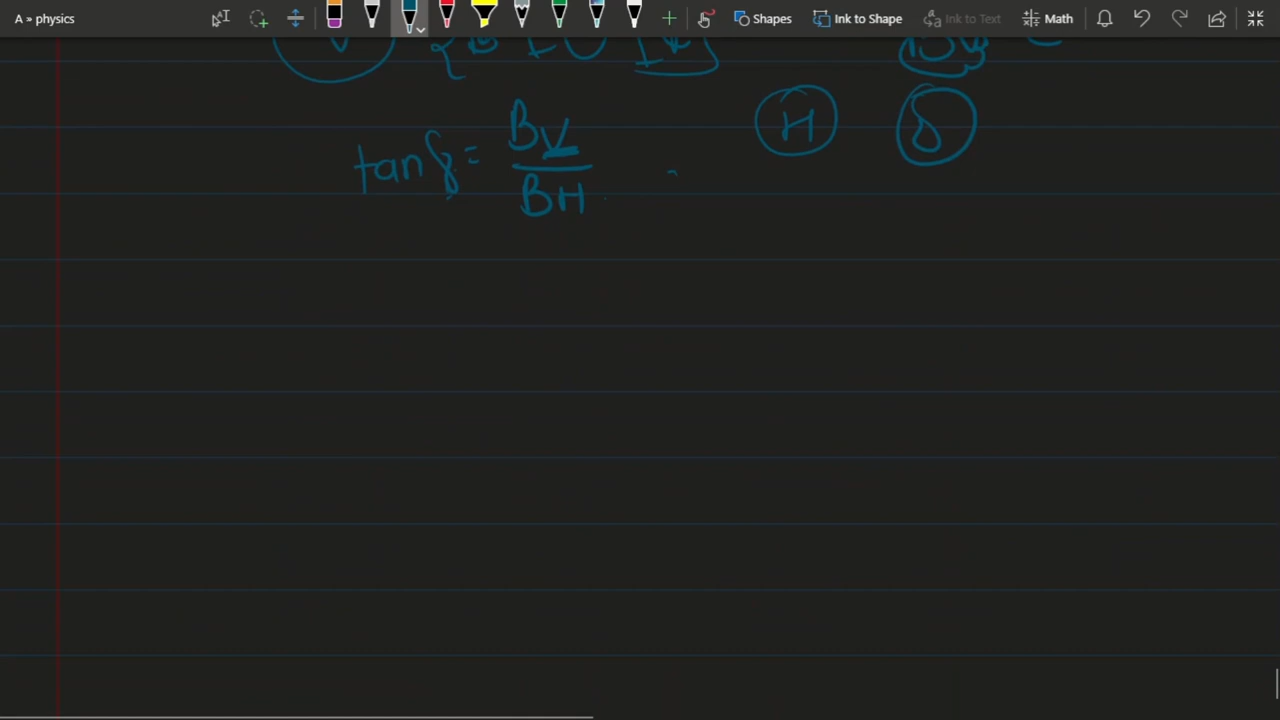 A » physics
Shapes
Ink to Shape
Ink to Text
Math
H δ
tan δ = BV
BH